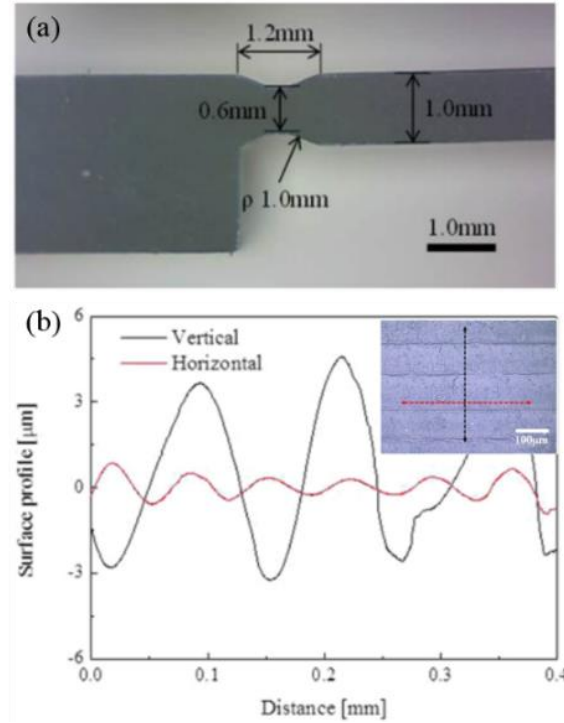 (a)
1.2mm
0.6mm
1.0mm
ρ 1.0mm
1.0mm
(b)
6
3
0
-3
-6
Surface profile [μm]
Vertical
Horizontal
100μm
0.0
0.1
0.2
0.3
0.4
Distance [mm]